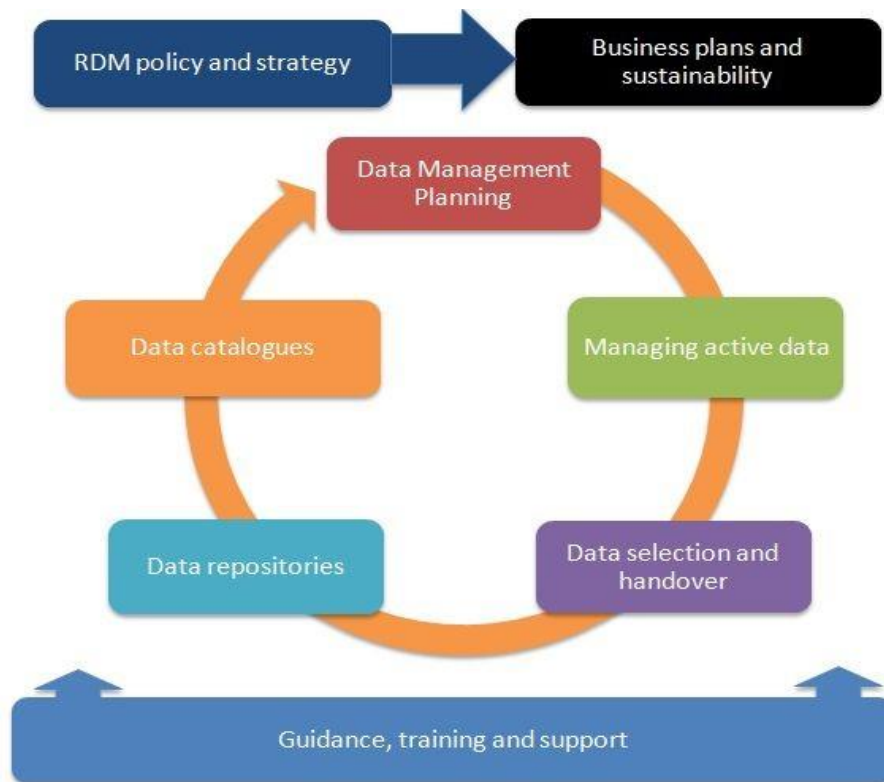 RDM policy and strategy
Business plans and
sustainability
Data Management
Planning
Data catalogues
Managing active data
Data repositories
Data selection and
handover
Guidance, training and support